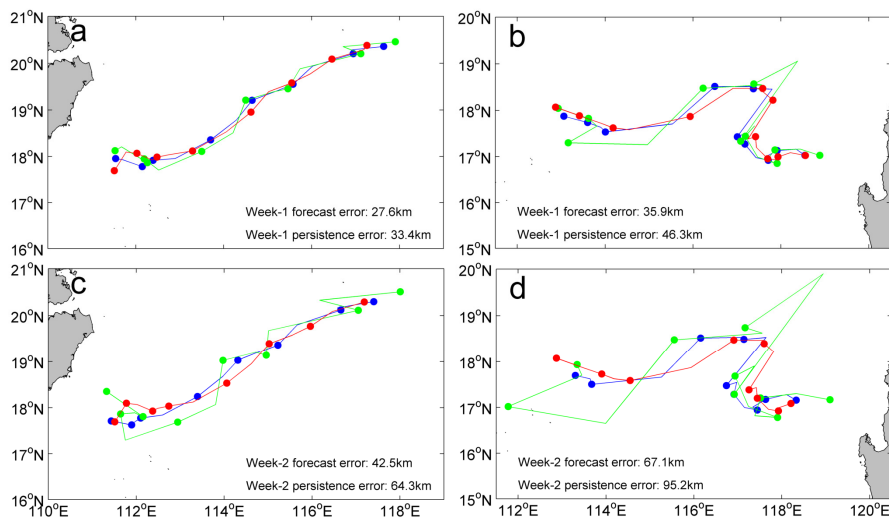 21°N
a
20°N
19°N
18°N
17°N
16°N
15°N
Week-1 forecast error: 27.6km
Week-1 persistence error: 33.4km
20°N
b
19°N
18°N
17°N
16°N
15°N
Week-1 forecast error: 35.9km
Week-1 persistence error: 46.3km
21°N
c
20°N
19°N
18°N
17°N
16°N
15°N
Week-2 forecast error: 42.5km
Week-2 persistence error: 64.3km
110°E
112°E
114°E
116°E
118°E
20°N
d
19°N
18°N
17°N
16°N
15°N
Week-2 forecast error: 67.1km
Week-2 persistence error: 95.2km
112°E
114°E
116°E
118°E
120°E